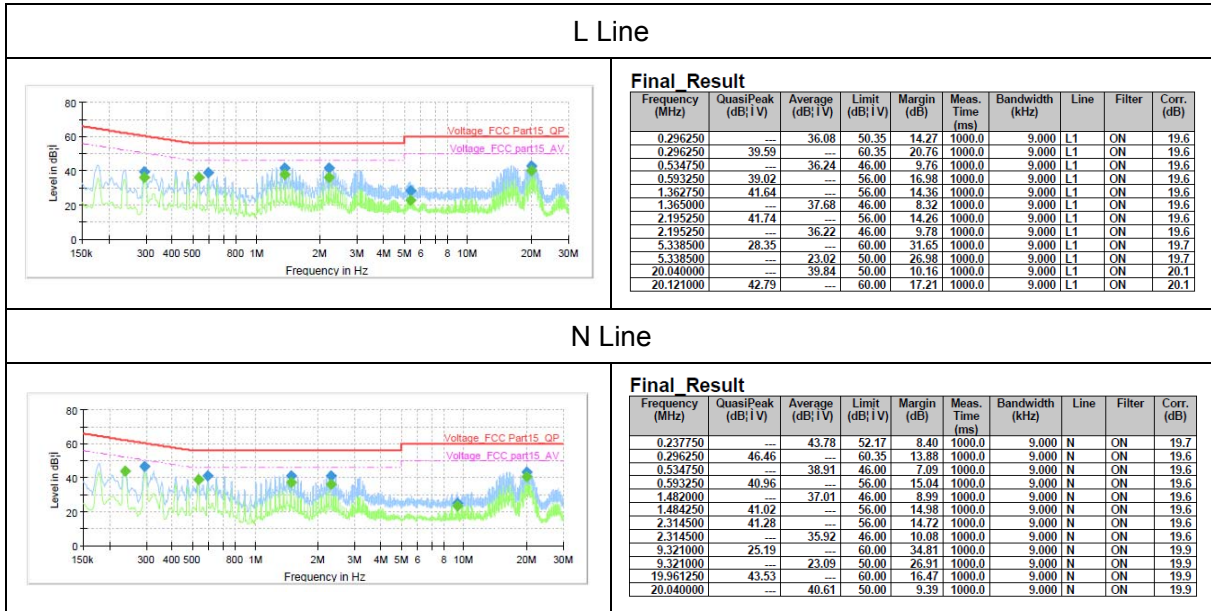 L Line
80
60
40
20
0
Level in dB¦Ì
Voltage_FCC Part15_QP
Voltage_FCC part15_AV
150k 300 400 500 800 1M 2M 3M 4M 5M 6 8 10M 20M 30M
Frequency in Hz
Final_Result
Frequency (MHz) QuasiPeak (dB¦Ì V) Average (dB¦Ì V) Limit (dB¦Ì V) Margin (dB) Meas. Time (ms) Bandwidth (kHz) Line Filter Corr. (dB)
0.296250 --- 36.08 50.35 14.27 1000.0 9.000 L1 ON 19.6
0.296250 39.59 --- 60.35 20.76 1000.0 9.000 L1 ON 19.6
0.534750 --- 36.24 46.00 9.76 1000.0 9.000 L1 ON 19.6
0.593250 39.02 --- 56.00 16.98 1000.0 9.000 L1 ON 19.6
1.362750 41.64 --- 56.00 14.36 1000.0 9.000 L1 ON 19.6
1.365000 --- 37.68 46.00 8.32 1000.0 9.000 L1 ON 19.6
2.195250 41.74 --- 56.00 14.26 1000.0 9.000 L1 ON 19.6
2.195250 --- 36.22 46.00 9.78 1000.0 9.000 L1 ON 19.6
5.338500 28.35 --- 60.00 31.65 1000.0 9.000 L1 ON 19.7
5.338500 --- 23.02 50.00 26.98 1000.0 9.000 L1 ON 19.7
20.040000 --- 39.84 50.00 10.16 1000.0 9.000 L1 ON 20.1
20.121000 42.79 --- 60.00 17.21 1000.0 9.000 L1 ON 20.1
N Line
80
60
40
20
0
Level in dB¦Ì
Voltage_FCC Part15_QP
Voltage_FCC part15_AV
150k 300 400 500 800 1M 2M 3M 4M 5M 6 8 10M 20M 30M
Frequency in Hz
Final_Result
Frequency (MHz) QuasiPeak (dB¦Ì V) Average (dB¦Ì V) Limit (dB¦Ì V) Margin (dB) Meas. Time (ms) Bandwidth (kHz) Line Filter Corr. (dB)
0.237750 --- 43.78 52.17 8.40 1000.0 9.000 N ON 19.7
0.296250 46.46 --- 60.35 13.88 1000.0 9.000 N ON 19.6
0.534750 --- 38.91 46.00 7.09 1000.0 9.000 N ON 19.6
0.593250 40.96 --- 56.00 15.04 1000.0 9.000 N ON 19.6
1.482000 --- 37.01 46.00 8.99 1000.0 9.000 N ON 19.6
1.484250 41.02 --- 56.00 14.98 1000.0 9.000 N ON 19.6
2.314500 41.28 --- 56.00 14.72 1000.0 9.000 N ON 19.6
2.314500 --- 35.92 46.00 10.08 1000.0 9.000 N ON 19.6
9.321000 25.19 --- 60.00 34.81 1000.0 9.000 N ON 19.9
9.321000 --- 23.09 50.00 26.91 1000.0 9.000 N ON 19.9
19.961250 43.53 --- 60.00 16.47 1000.0 9.000 N ON 19.9
20.040000 --- 40.61 50.00 9.39 1000.0 9.000 N ON 19.9